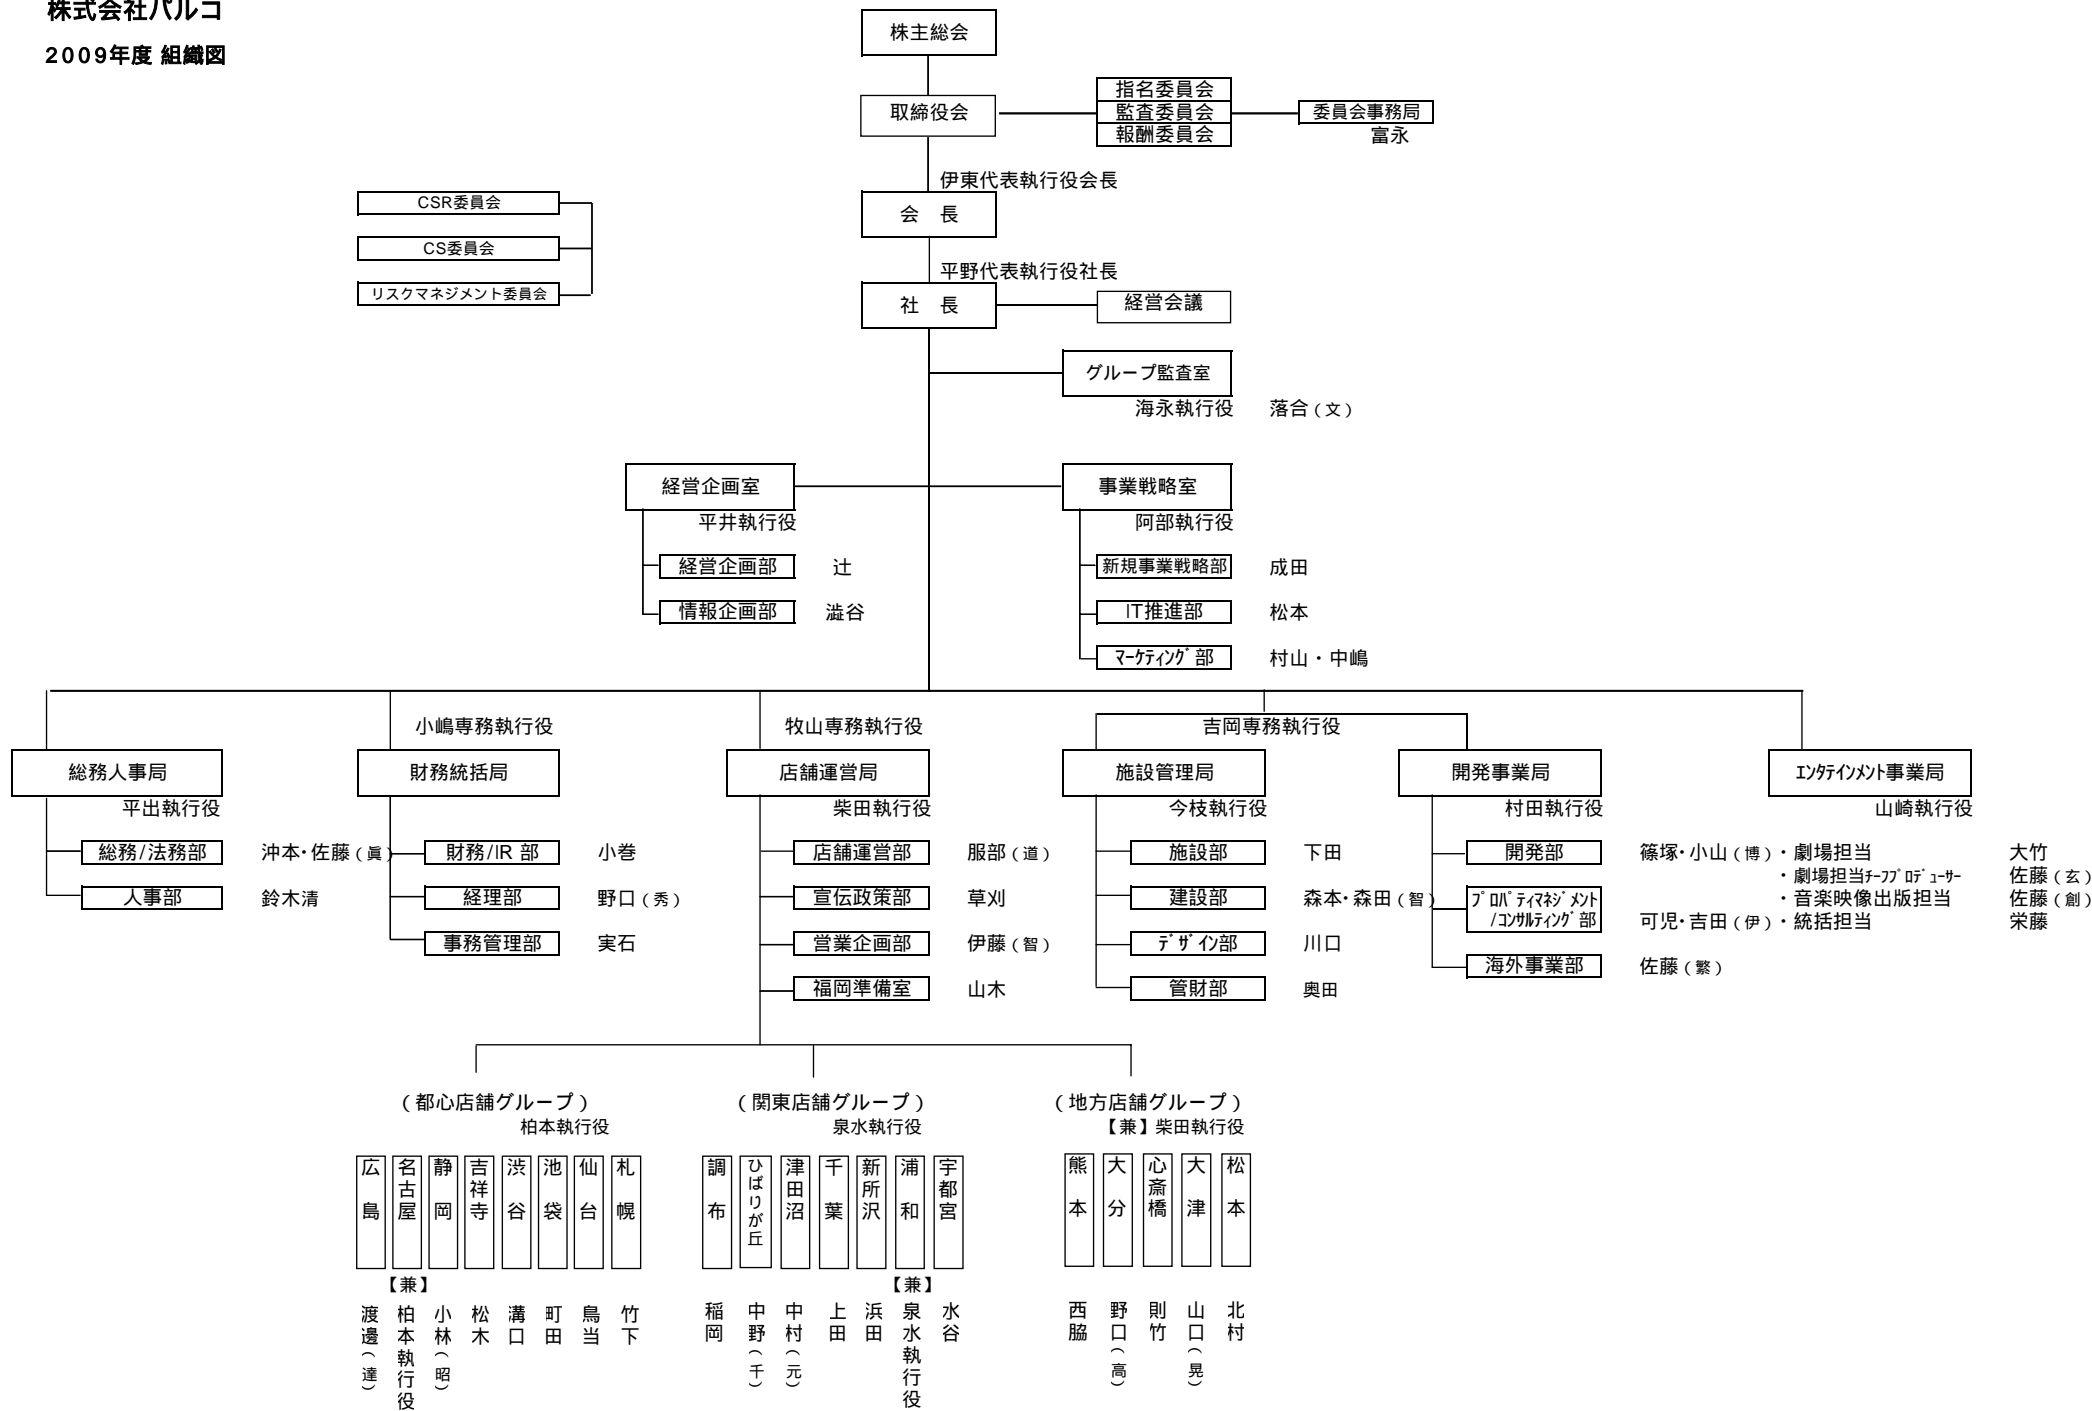 株式会社パルコ
2009年度 組織図
株主総会
取締役会
指名委員会
監査委員会
報酬委員会
委員会事務局
富永
伊東代表執行役会長
会　長
CSR委員会
CS委員会
リスクマネジメント委員会
平野代表執行役社長
社　長
経営会議
グループ監査室
海永執行役　落合（文）
経営企画室
平井執行役
経営企画部　辻
情報企画部　澁谷
事業戦略室
阿部執行役
新規事業戦略部　成田
IT推進部　松本
ﾏｰｹﾃｨﾝｸﾞ部　村山・中嶋
総務人事局
平出執行役
総務/法務部　沖本・佐藤（眞）
人事部　鈴木清
小嶋専務執行役
財務統括局
財務/IR 部　小巻
経理部　野口（秀）
事務管理部　実石
牧山専務執行役
店舗運営局
柴田執行役
店舗運営部　服部（道）
宣伝政策部　草刈
営業企画部　伊藤（智）
福岡準備室　山木
吉岡専務執行役
施設管理局
今枝執行役
施設部　下田
建設部　森本・森田（智）
ﾃﾞｻﾞｲﾝ部　川口
管財部　奥田
開発事業局
村田執行役
開発部　篠塚・小山（博）
ﾌﾟﾛﾊﾟﾃｨﾏﾈｼﾞﾒﾝﾄ
/ｺﾝｻﾙﾃｨﾝｸﾞ部　可児・吉田（伊）
海外事業部　佐藤（繁）
ｴﾝﾀﾃｲﾝﾒﾝﾄ事業局
山崎執行役
・劇場担当　大竹
・劇場担当ﾁｰﾌﾌﾟﾛﾃﾞｭｰｻｰ　佐藤（玄）
・音楽映像出版担当　佐藤（創）
・統括担当　栄藤
（都心店舗グループ）
柏本執行役
広島　渡邊（達）
名古屋　【兼】柏本執行役
静岡　小林（昭）
吉祥寺　松木
渋谷　溝口
池袋　町田
仙台　鳥当
札幌　竹下
（関東店舗グループ）
泉水執行役
調布　稲岡
ひばりが丘　中野（千）
津田沼　中村（元）
千葉　上田
新所沢　浜田
浦和　【兼】泉水執行役
宇都宮　水谷
（地方店舗グループ）
【兼】柴田執行役
熊本　西脇
大分　野口（高）
心斎橋　則竹
大津　山口（晃）
松本　北村